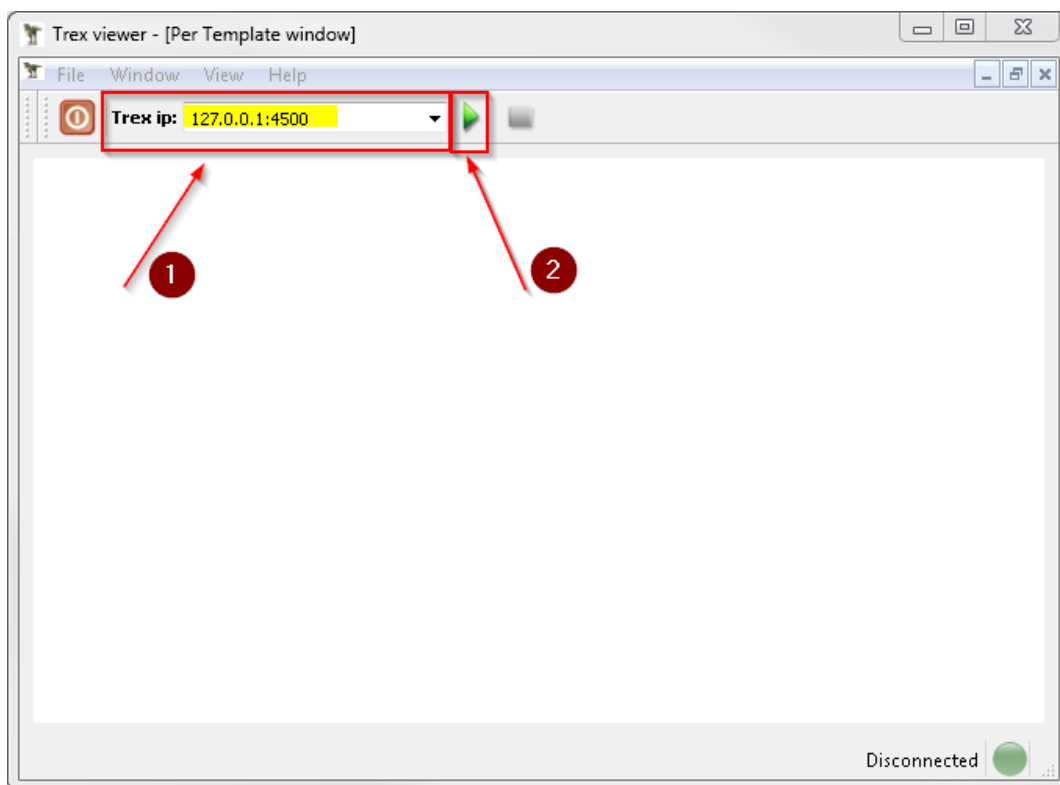 Trex viewer - [Per Template window]
File Window View Help
Trex ip: 127.0.0.1:4500
1
2
Disconnected